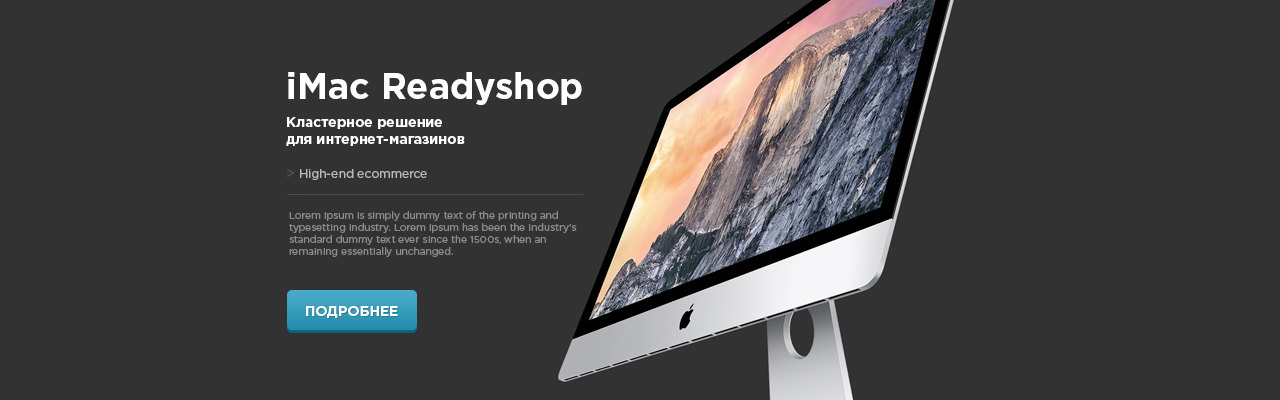 iMac Readyshop
Кластерное решение
для интернет-магазинов
> High-end ecommerce
Lorem Ipsum is simply dummy text of the printing and
typesetting industry. Lorem Ipsum has been the industry's
standard dummy text ever since the 1500s, when an
remaining essentially unchanged.
ПОДРОБНЕЕ